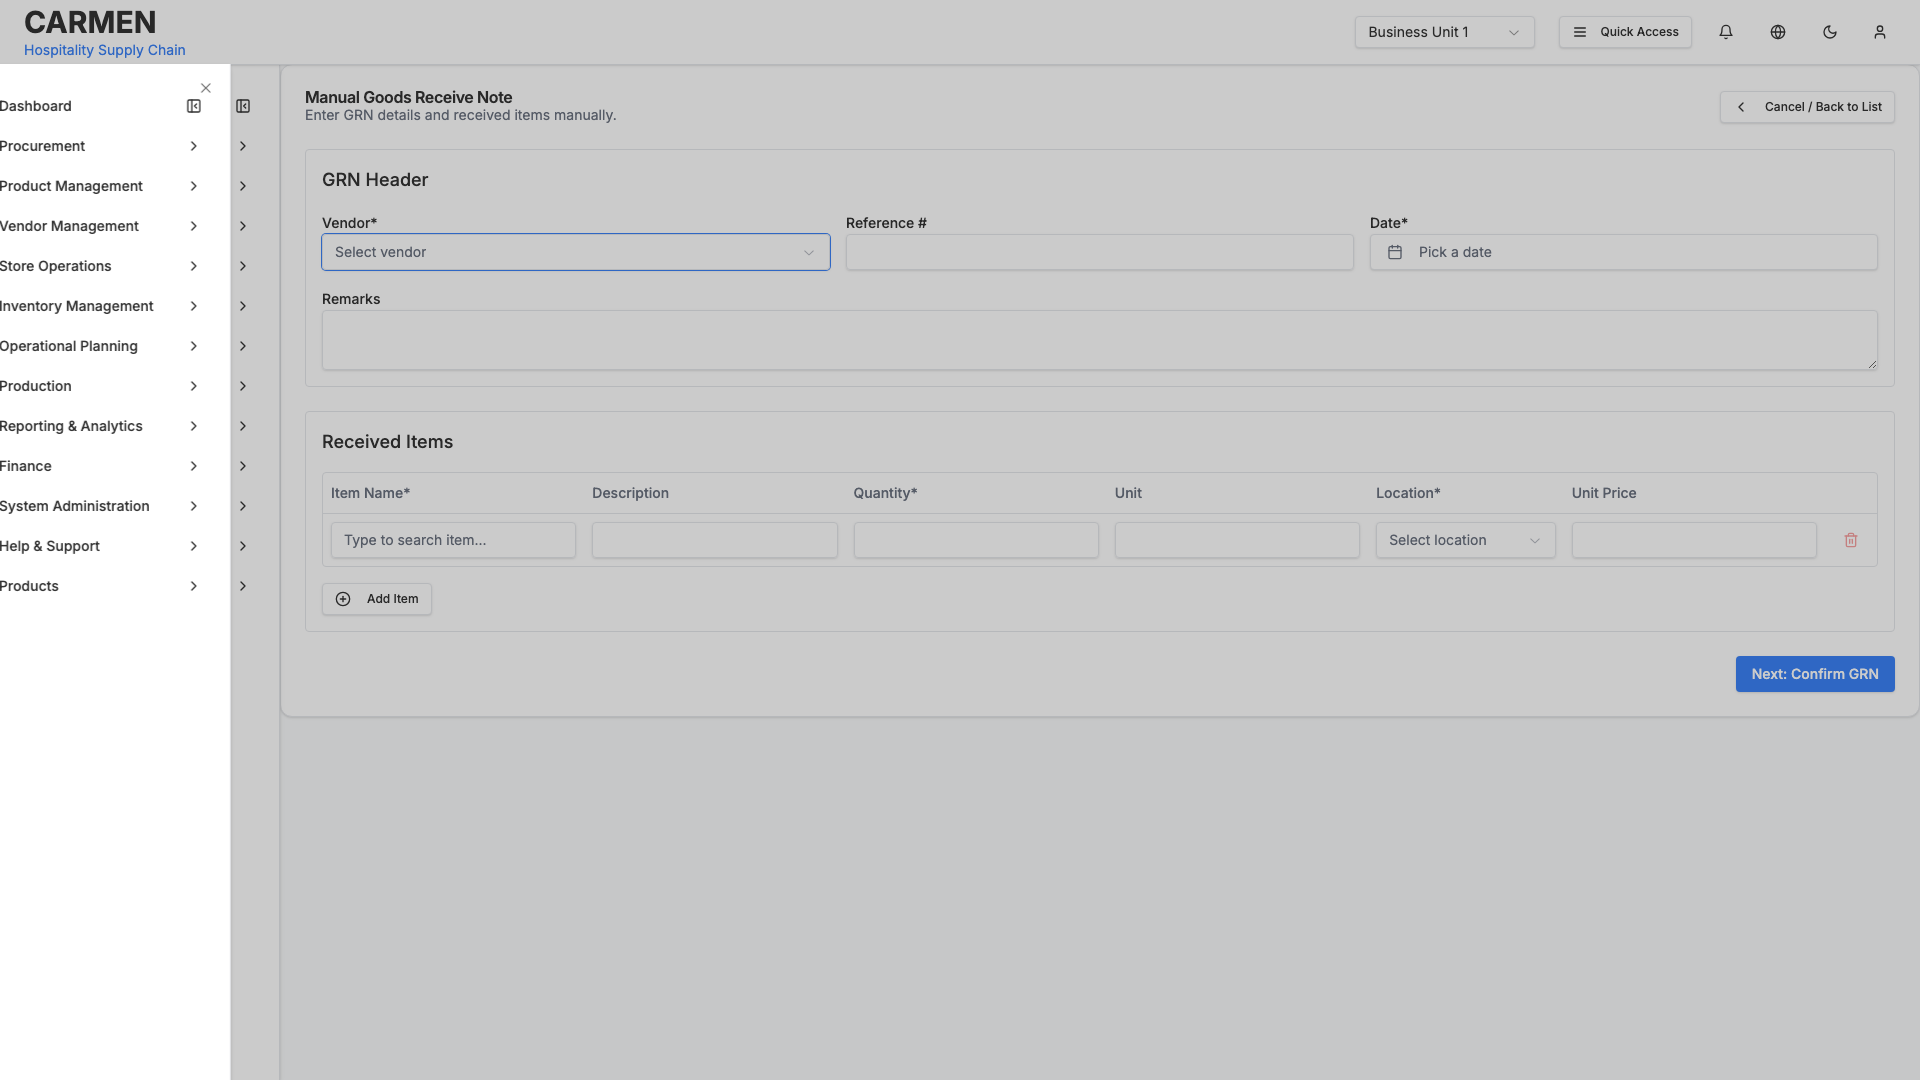 CARMEN
Hospitality Supply Chain
Business Unit 1
Quick Access
Dashboard
Procurement
Product Management
Vendor Management
Store Operations
Inventory Management
Operational Planning
Production
Reporting & Analytics
Finance
System Administration
Help & Support
Products
Manual Goods Receive Note
Enter GRN details and received items manually.
Cancel / Back to List
GRN Header
Vendor*
Select vendor
Reference #
Date*
Pick a date
Remarks
Received Items
Item Name* Description Quantity* Unit Location* Unit Price
Type to search item... Select location
Add Item
Next: Confirm GRN